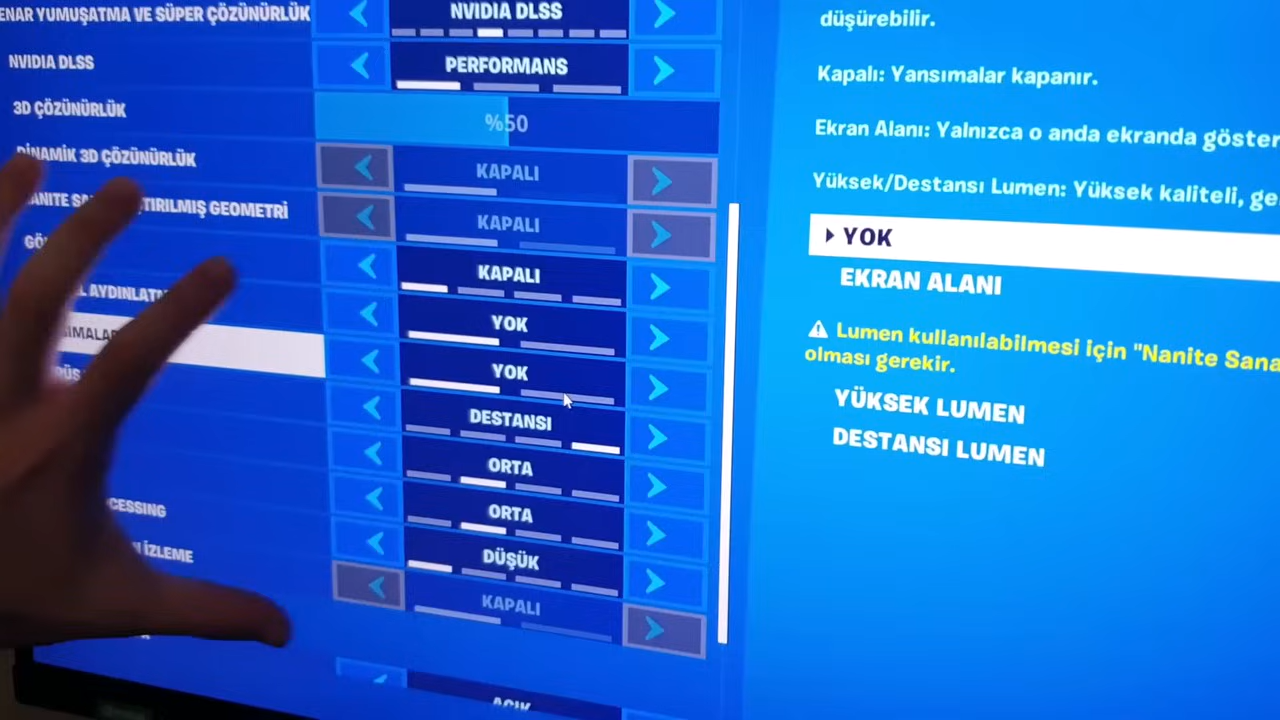 ENAR YUMUŞATMA VE SÜPER ÇÖZÜNÜRLÜK
NVIDIA DLSS
NVIDIA DLSS
PERFORMANS
3D ÇÖZÜNÜRLÜK
%50
DİNAMİK 3D ÇÖZÜNÜRLÜK
KAPALI
TIRILMIŞ GEOMETRİ
KAPALI
KAPALI
AYDINLATM
YOK
YOK
DESTANSI
ORTA
ORTA
CESSING
DÜŞÜK
İZLEME
KAPALI
AÇIK
düşürebilir.
Kapalı: Yansımalar kapanır.
Ekran Alanı: Yalnızca o anda ekranda göster
Yüksek/Destansı Lumen: Yüksek kaliteli, ge
YOK
EKRAN ALANI
Lumen kullanılabilmesi için "Nanite Sana
olması gerekir.
YÜKSEK LUMEN
DESTANSI LUMEN